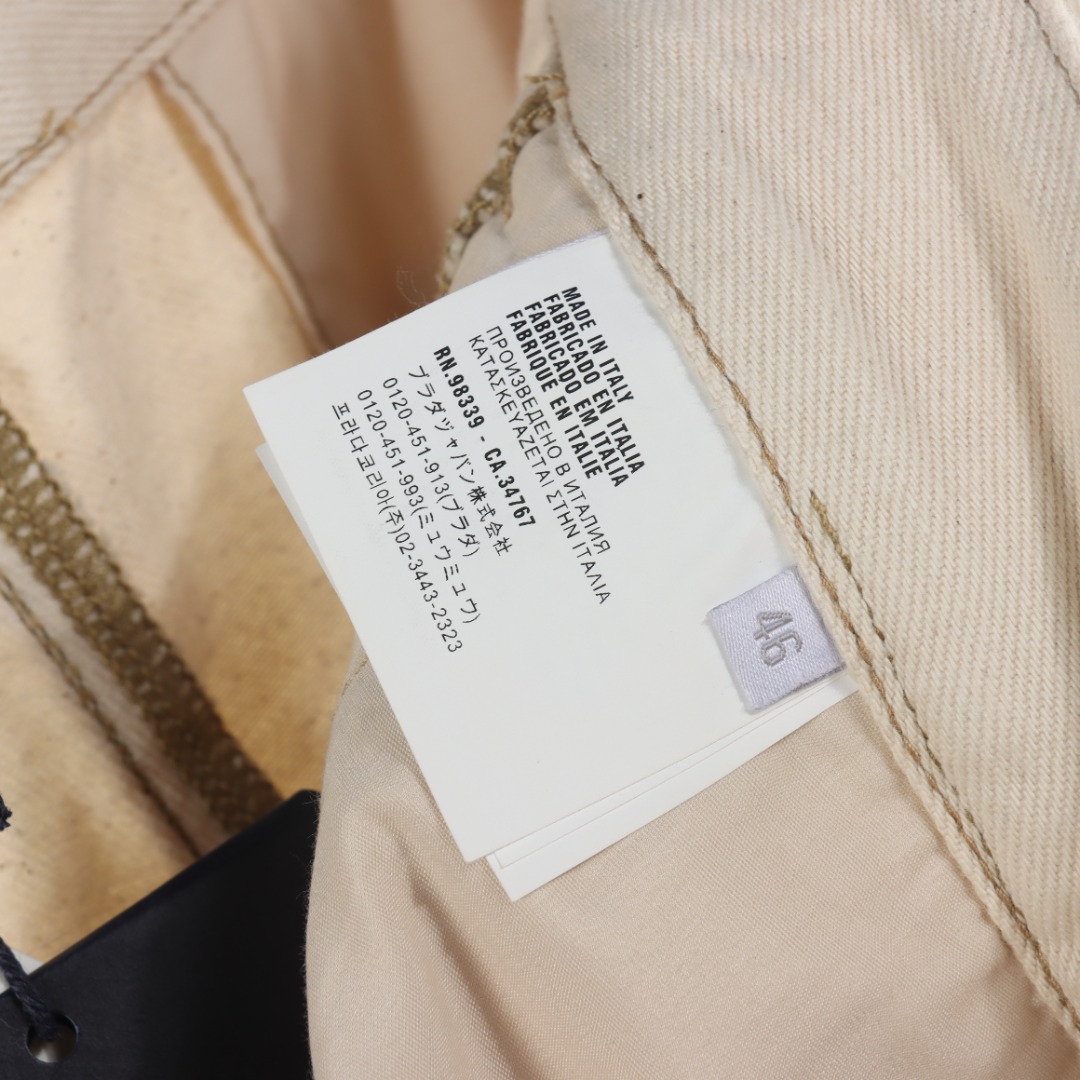 MADE IN ITALY
FABRICADO EN ITALIA
FABRICADO EM ITALIA
FABRIQUE EN ITALIE
ПРОИЗВЕДЕНО В ИТАЛИЯ
ΚΑΤΑΣΚΕΥΑΖΕΤΑΙ ΣΤΗΝ ΙΤΑΛΙΑ
RN.98339 - CA.34767
プラダジャパン株式会社
0120-451-913(プラダ)
0120-451-993(ミュウミュウ)
프라다코리아(주)02-3443-2323
46